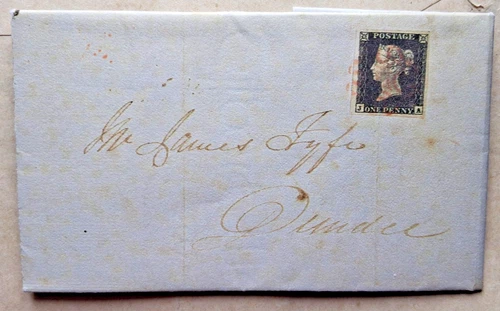 POSTAGE
ONE PENNY
J A
Mr James Fyfe
Dundee